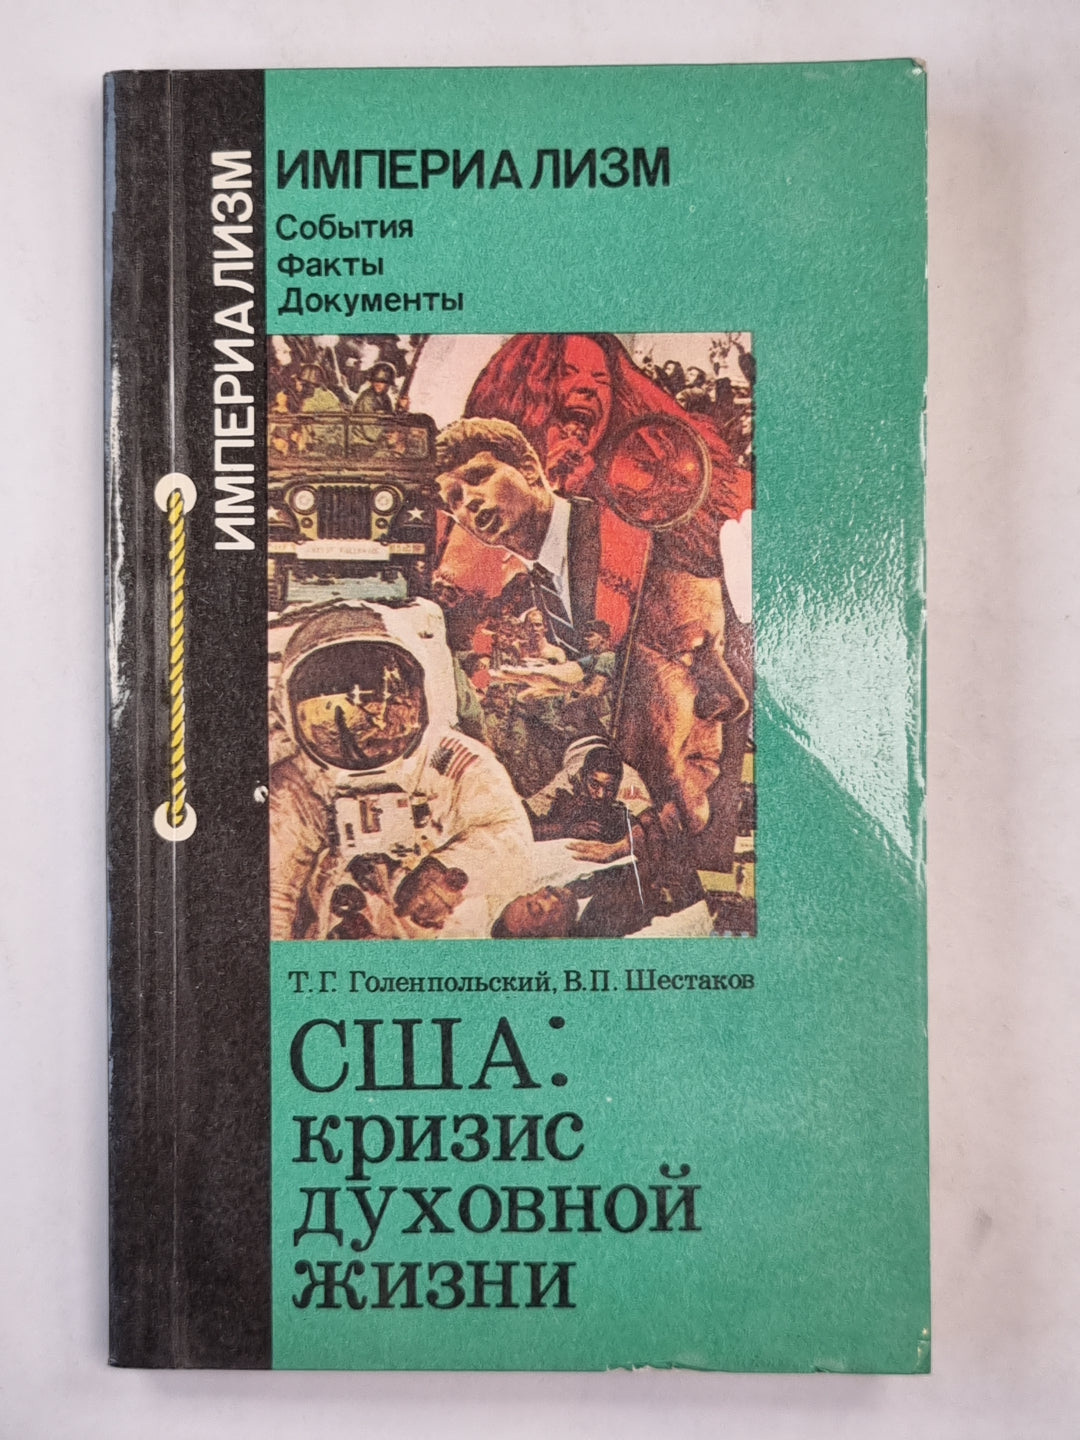 ИМПЕРИАЛИЗМ
ИМПЕРИАЛИЗМ
События
Факты
Документы
Т. Г. Голенпольский, В. П. Шестаков
США:
кризис
духовной
жизни